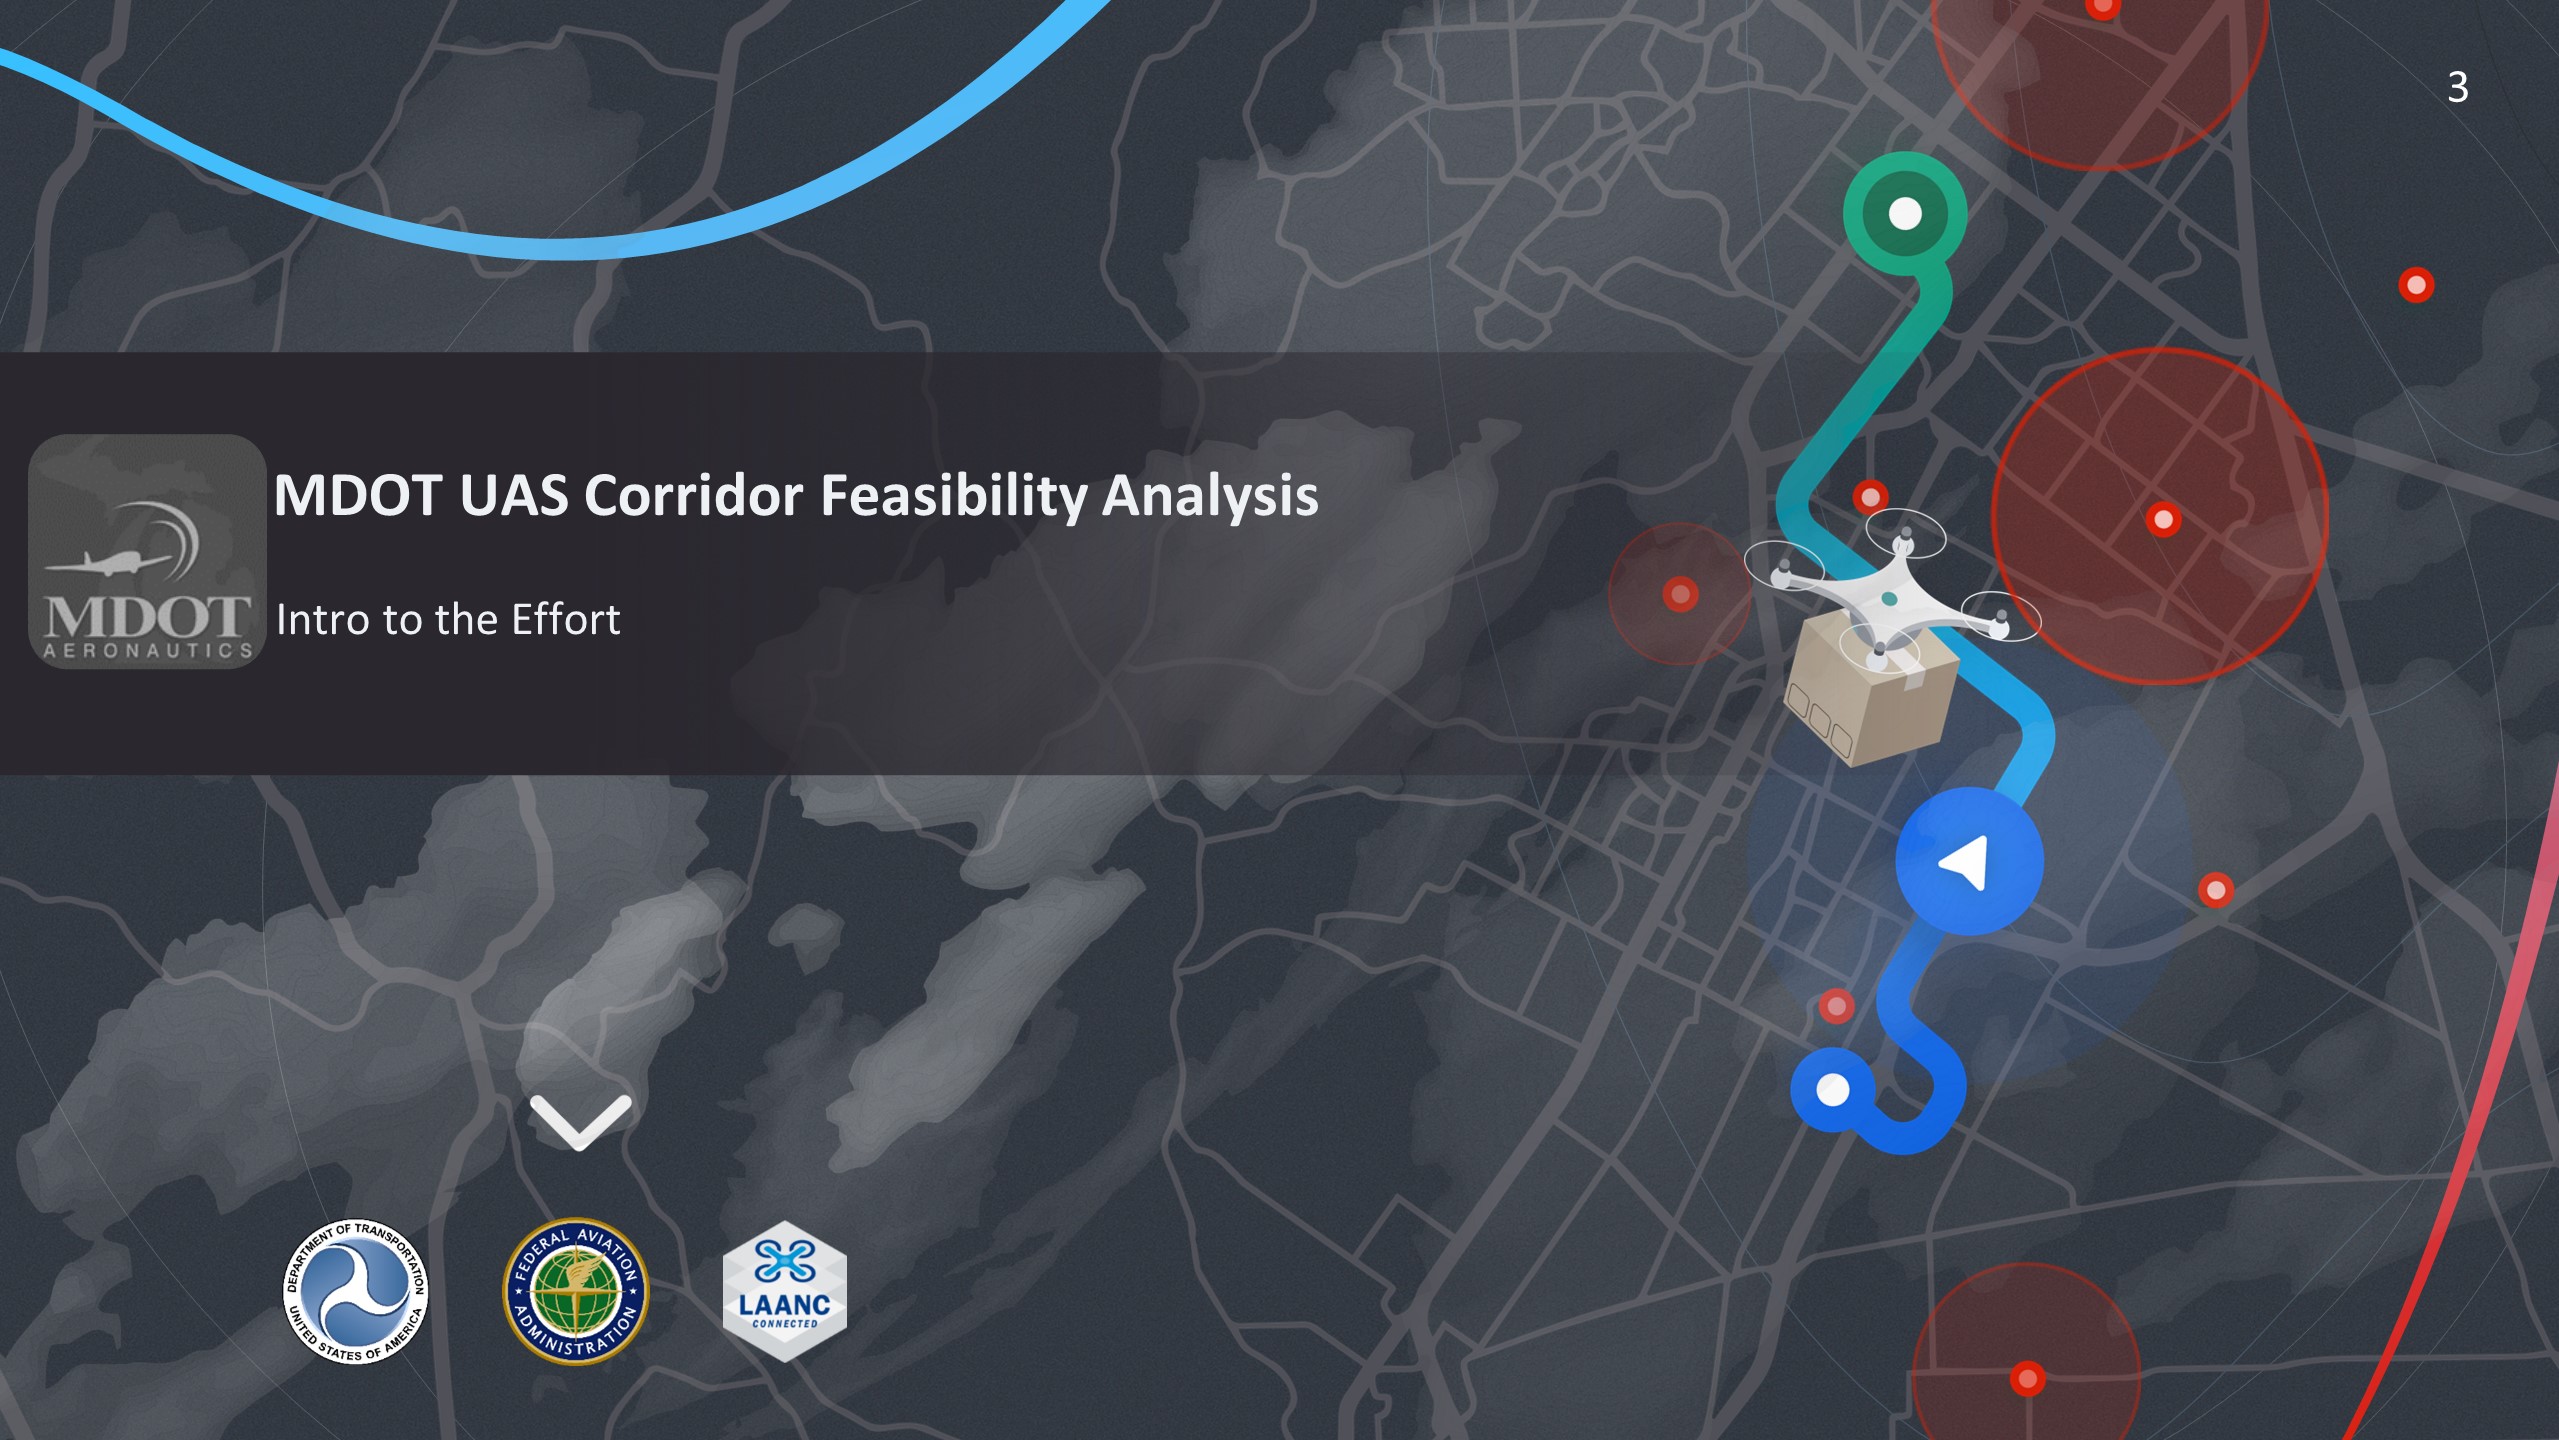 3
MDOT UAS Corridor Feasibility Analysis
Intro to the Effort
MDOT
AERONAUTICS
DEPARTMENT OF TRANSPORTATION
UNITED STATES OF AMERICA
FEDERAL AVIATION
ADMINISTRATION
LAANC
CONNECTED